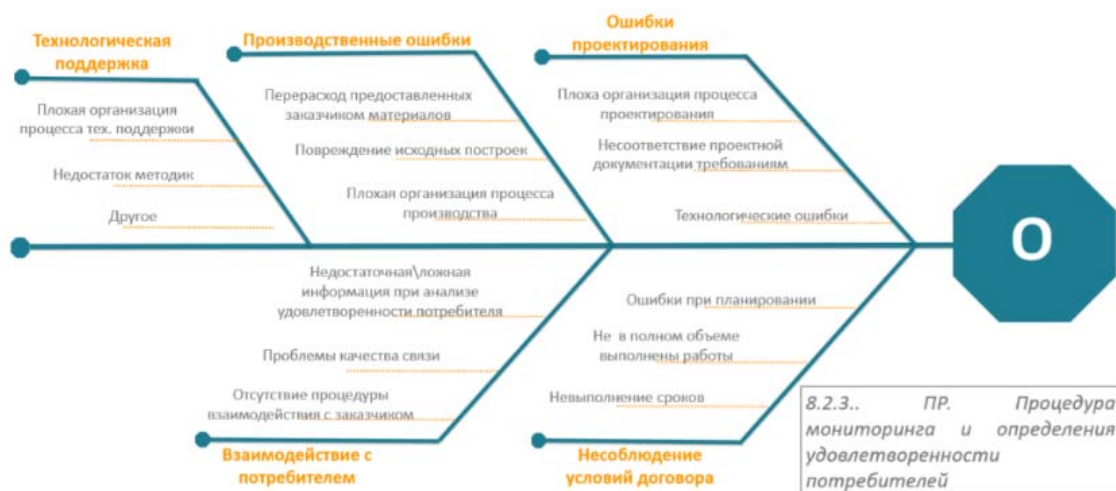 Технологическая
поддержка
Плохая организация
процесса тех. поддержки
Недостаток методик
Другое
Производственные ошибки
Перерасход предоставленных
заказчиком материалов
Повреждение исходных построек
Плохая организация процесса
производства
Ошибки
проектирования
Плоха организация процесса
проектирования
Несоответствие проектной
документации требованиям
Технологические ошибки
О
Недостаточная\ложная
информация при анализе
удовлетворенности потребителя
Проблемы качества связи
Отсутствие процедуры
взаимодействия с заказчиком
Взаимодействие с
потребителем
Ошибки при планировании
Не в полном объеме
выполнены работы
Невыполнение сроков
Несоблюдение
условий договора
8.2.3.. ПР. Процедура
мониторинга и определения
удовлетворенности
потребителей